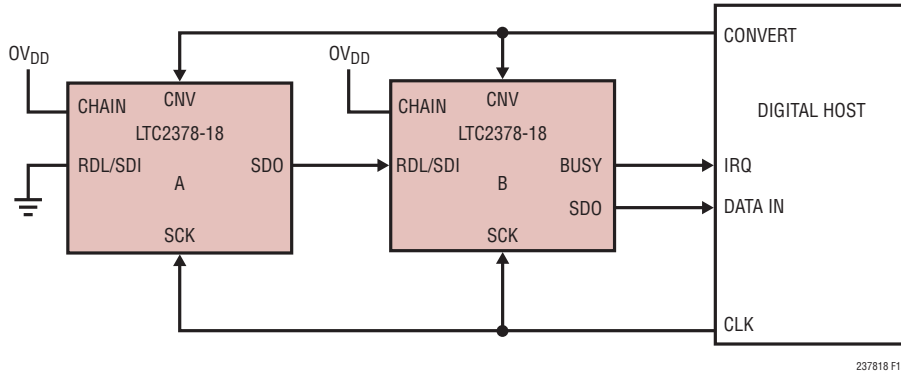 CONVERT
OVDD
OVDD
CHAIN
CNV
LTC2378-18
RDL/SDI
SDO
A
SCK
CHAIN
CNV
LTC2378-18
RDL/SDI
BUSY
B
SDO
SCK
DIGITAL HOST
IRQ
DATA IN
CLK
237818 F1